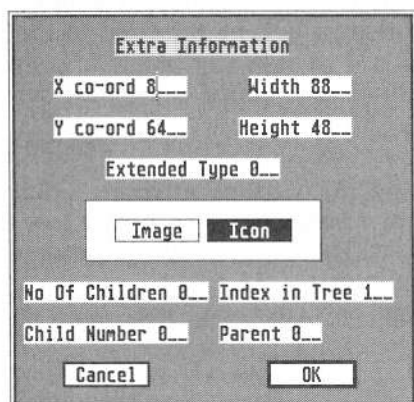 Extra Information
X co-ord 8___ Width 88__
Y co-ord 64__ Height 48__
Extended Type 0__
Image Icon
No Of Children 0__ Index in Tree 1__
Child Number 0__ Parent 0__
Cancel OK